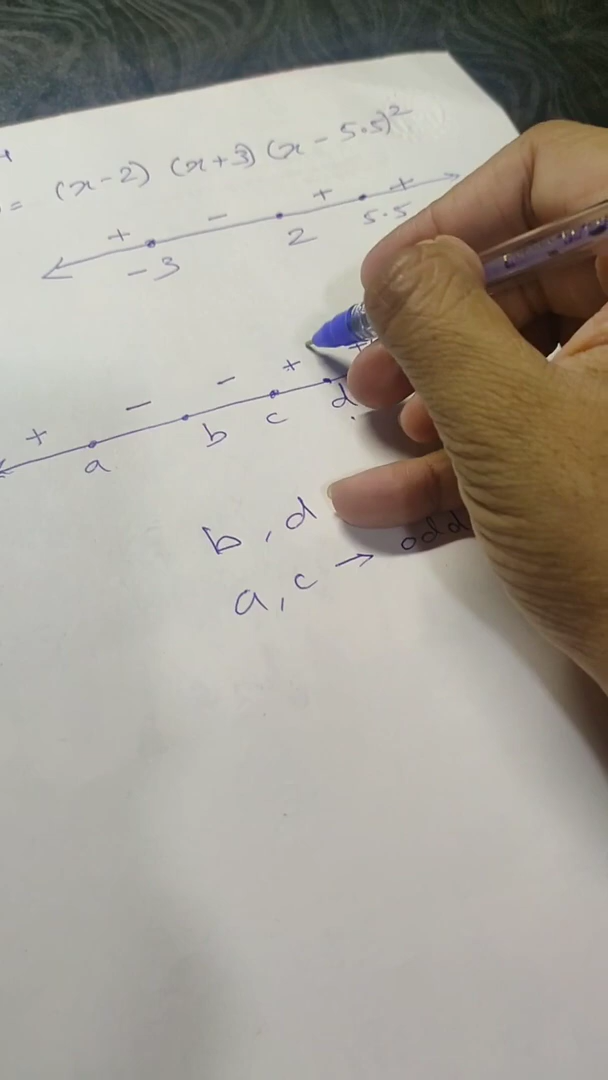 = (x-2) (x+3) (x-5.5)²
+ - + +
-3 2 5.5
+ - - + +
a b c d
b, d
a, c → odd